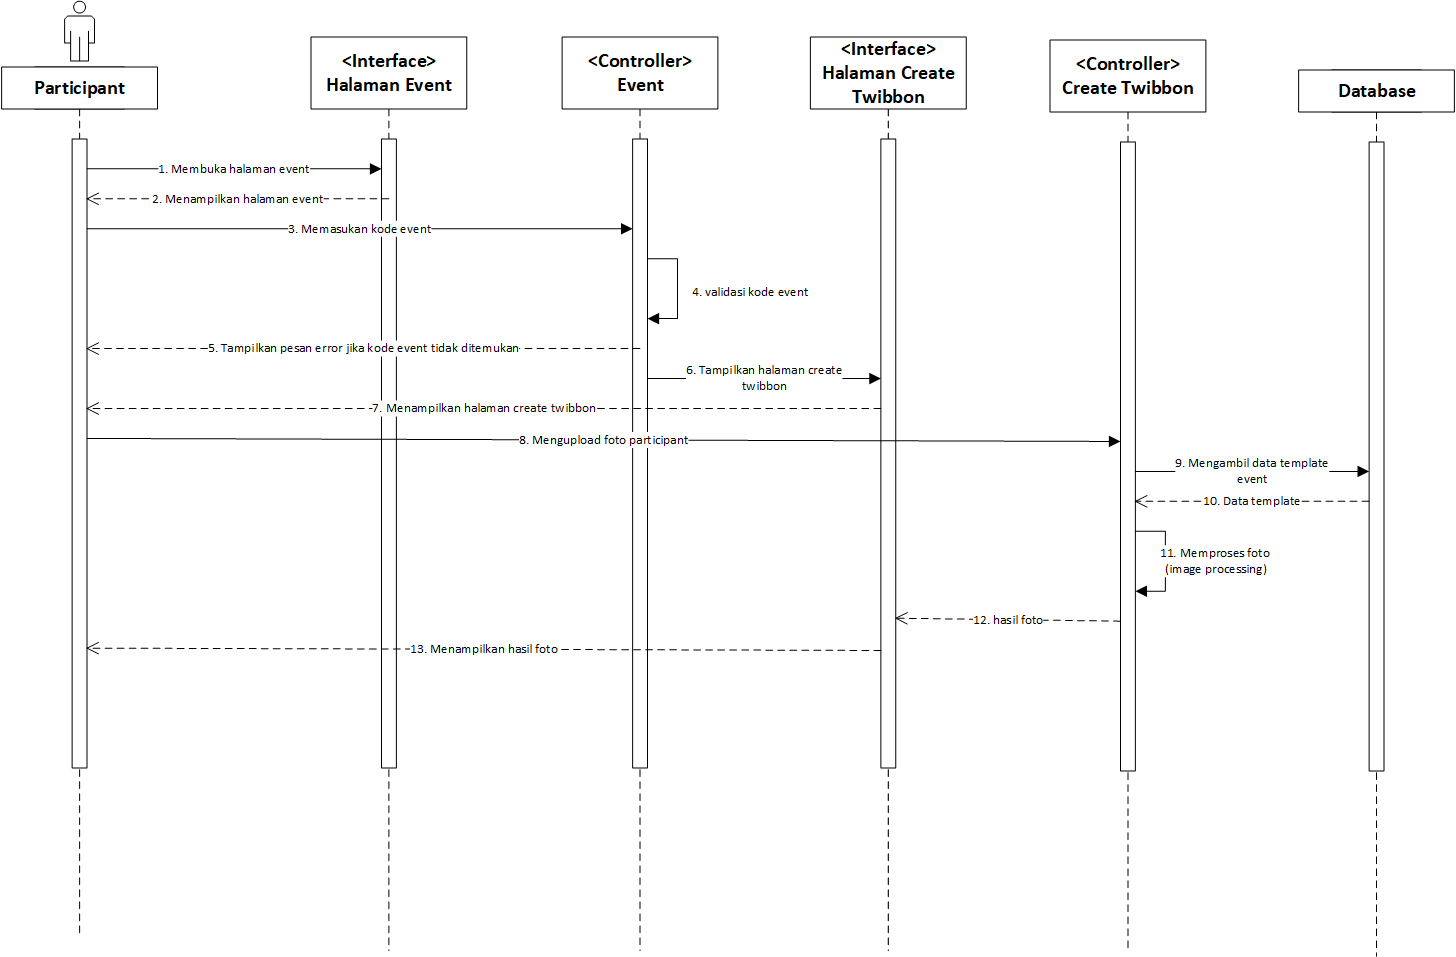 Participant
<Interface>
Halaman Event
<Controller>
Event
<Interface>
Halaman Create
Twibbon
<Controller>
Create Twibbon
Database
1. Membuka halaman event
2. Menampilkan halaman event
3. Memasukan kode event
4. validasi kode event
5. Tampilkan pesan error jika kode event tidak ditemukan
6. Tampilkan halaman create
twibbon
7. Menampilkan halaman create twibbon
8. Mengupload foto participant
9. Mengambil data template
event
10. Data template
11. Memproses foto
(image processing)
12. hasil foto
13. Menampilkan hasil foto